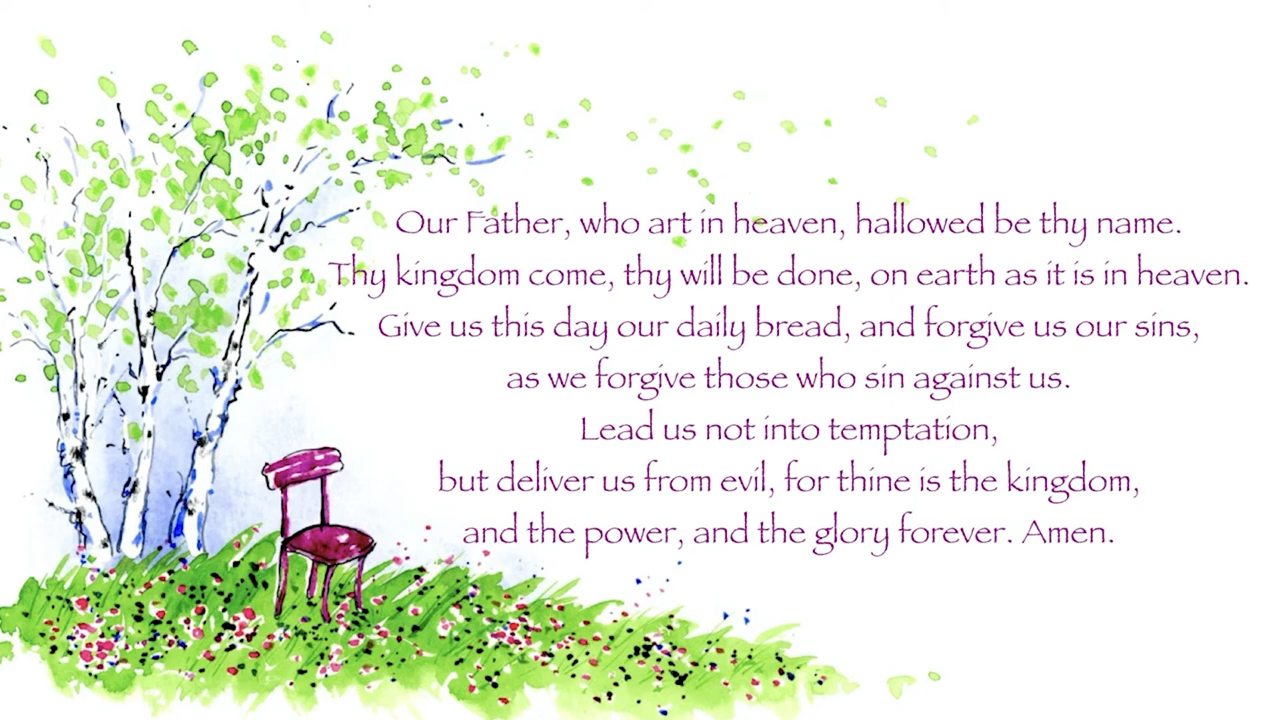 Our Father, who art in heaven, hallowed be thy name.
Thy kingdom come, thy will be done, on earth as it is in heaven.
Give us this day our daily bread, and forgive us our sins,
as we forgive those who sin against us.
Lead us not into temptation,
but deliver us from evil, for thine is the kingdom,
and the power, and the glory forever. Amen.